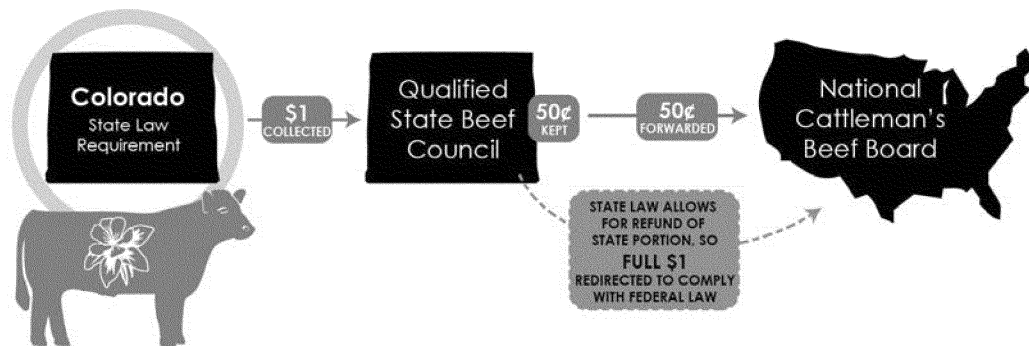 Colorado
State Law
Requirement
$1
COLLECTED
Qualified
State Beef
Council
50¢
KEPT
50¢
FORWARDED
National
Cattleman's
Beef Board
STATE LAW ALLOWS
FOR REFUND OF
STATE PORTION, SO
FULL $1
REDIRECTED TO COMPLY
WITH FEDERAL LAW